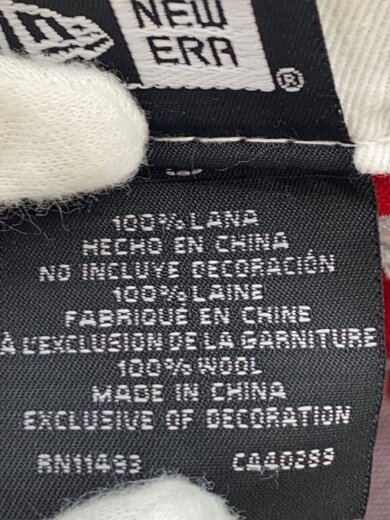 NEW
ERA
®
100% LANA
HECHO EN CHINA
NO INCLUYE DECORACIÓN
100% LAINE
FABRIQUÉ EN CHINE
À L'EXCLUSION DE LA GARNITURE
100% WOOL
MADE IN CHINA
EXCLUSIVE OF DECORATION
RN11493 CA40289